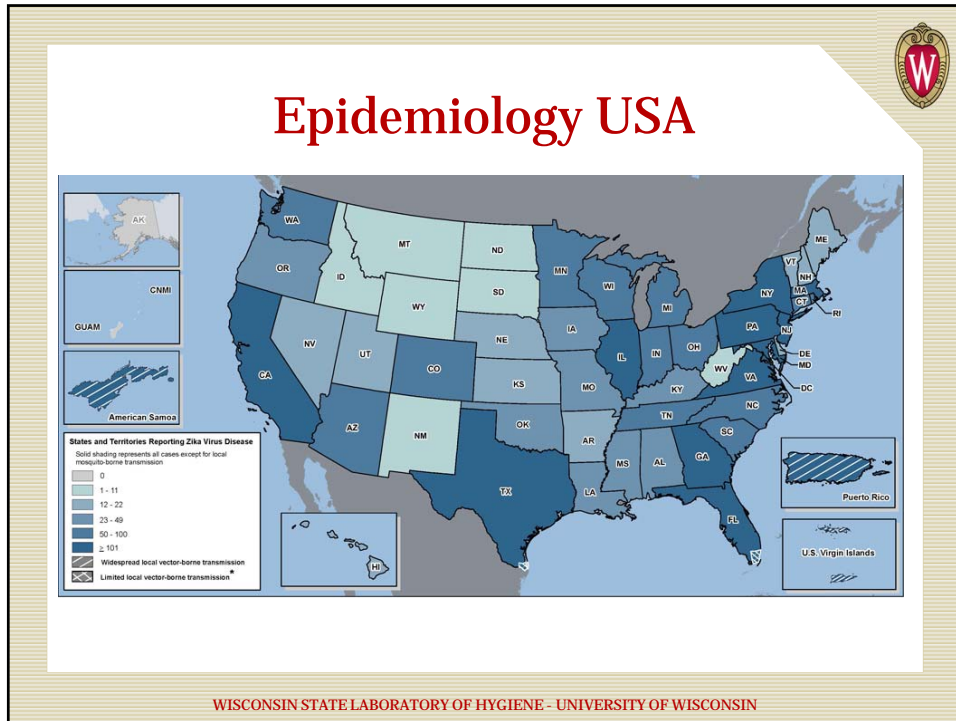 W
Epidemiology USA
AK
CNMI
GUAM
American Samoa
States and Territories Reporting Zika Virus Disease
Solid shading represents all cases except for local
mosquito-borne transmission
0
1 - 11
12 - 22
23 - 49
50 - 100
≥ 101
Widespread local vector-borne transmission
Limited local vector-borne transmission*
WA
OR
CA
ID
NV
MT
WY
UT
AZ
CO
NM
ND
SD
NE
KS
OK
TX
MN
IA
MO
AR
LA
WI
IL
MI
IN
OH
KY
TN
MS
AL
GA
FL
SC
NC
VA
WV
PA
NY
VT
NH
ME
MA
CT
RI
NJ
DE
MD
DC
HI
Puerto Rico
U.S. Virgin Islands
WISCONSIN STATE LABORATORY OF HYGIENE - UNIVERSITY OF WISCONSIN